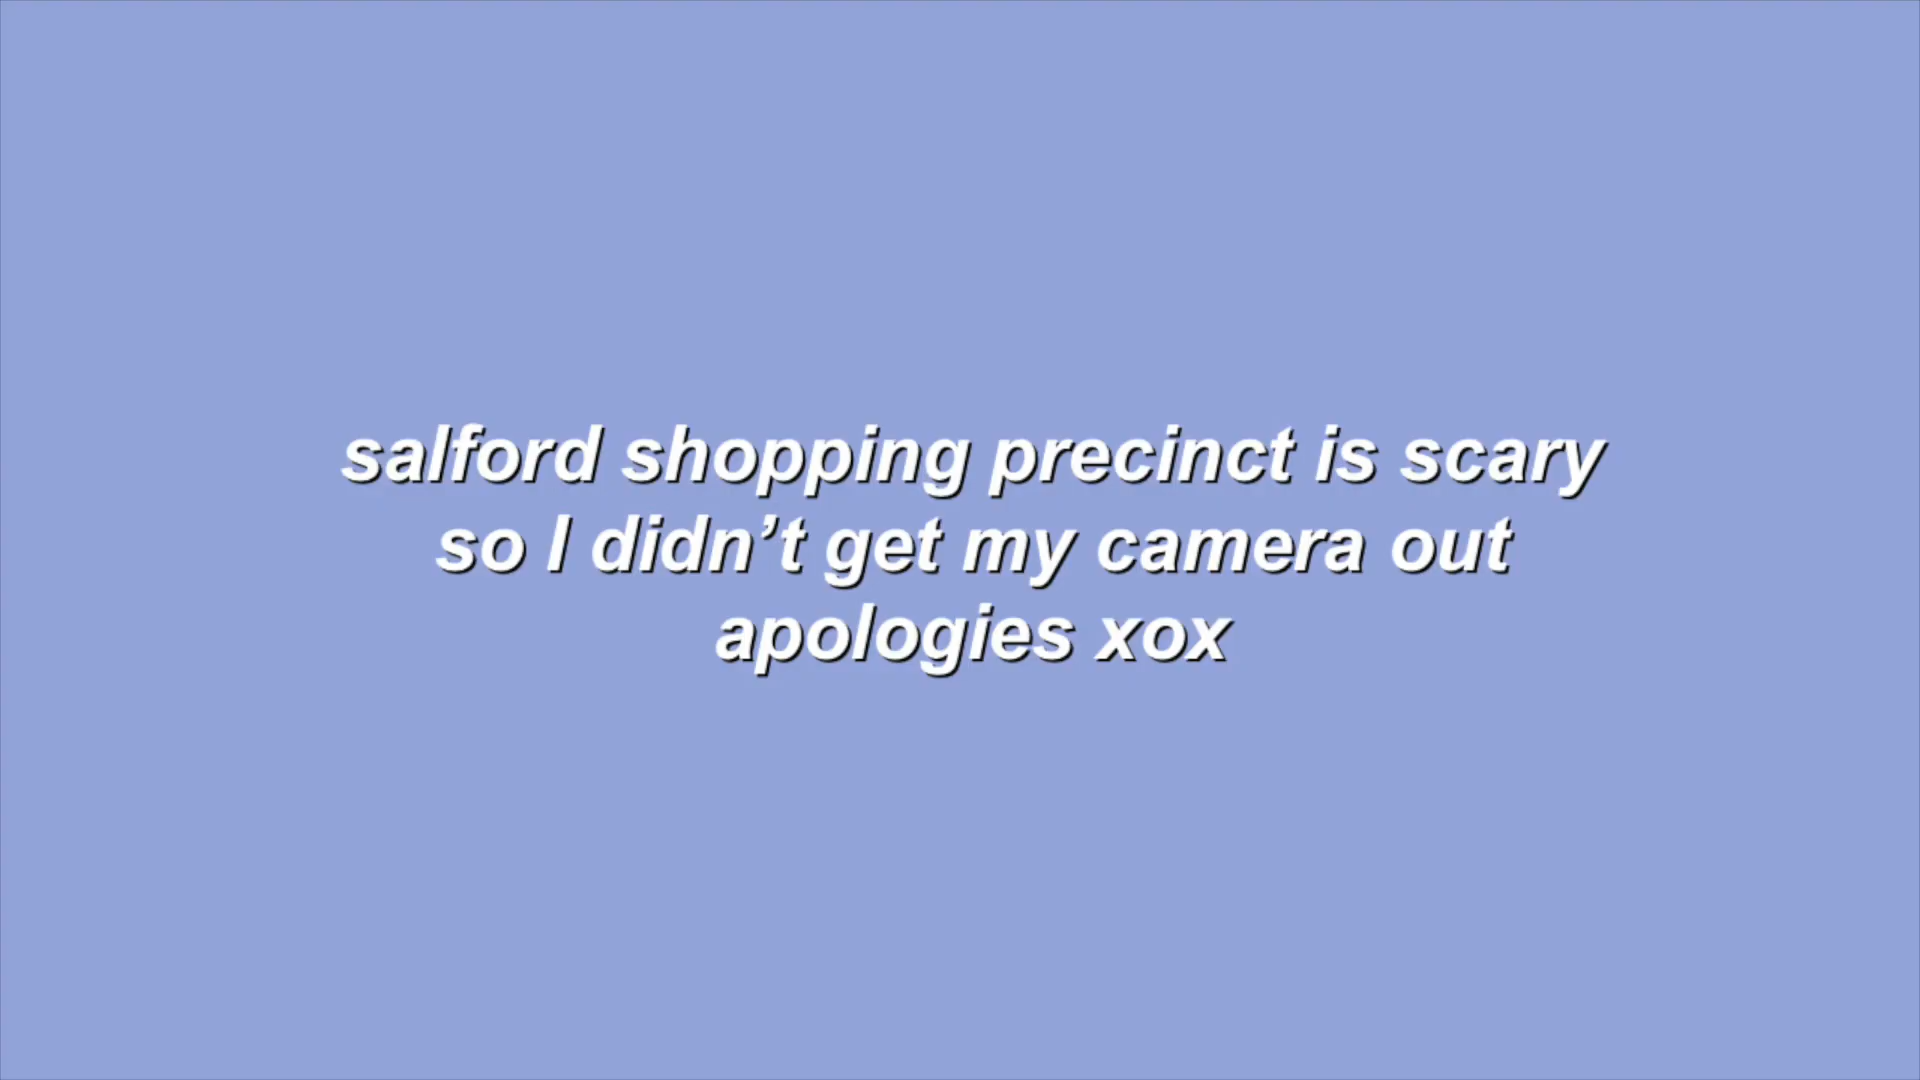 salford shopping precinct is scary
so I didn’t get my camera out
apologies xox